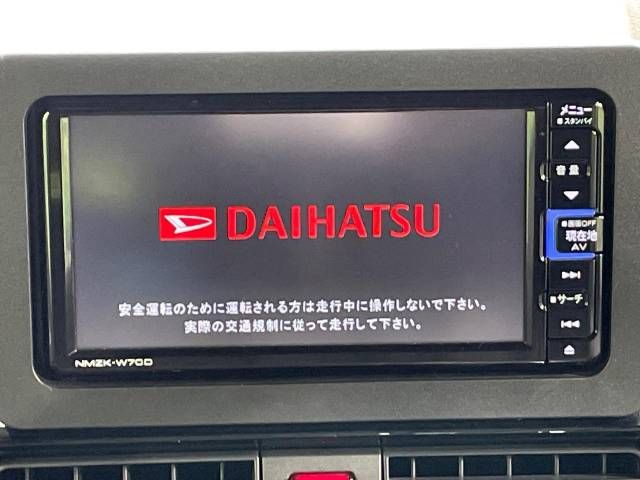 DAIHATSU
安全運転のために運転される方は走行中に操作しないで下さい。
実際の交通規制に従って走行して下さい。
NMZK-W70D
メニュー
スタンバイ
音量
画面OFF
現在地
AV
サーチ